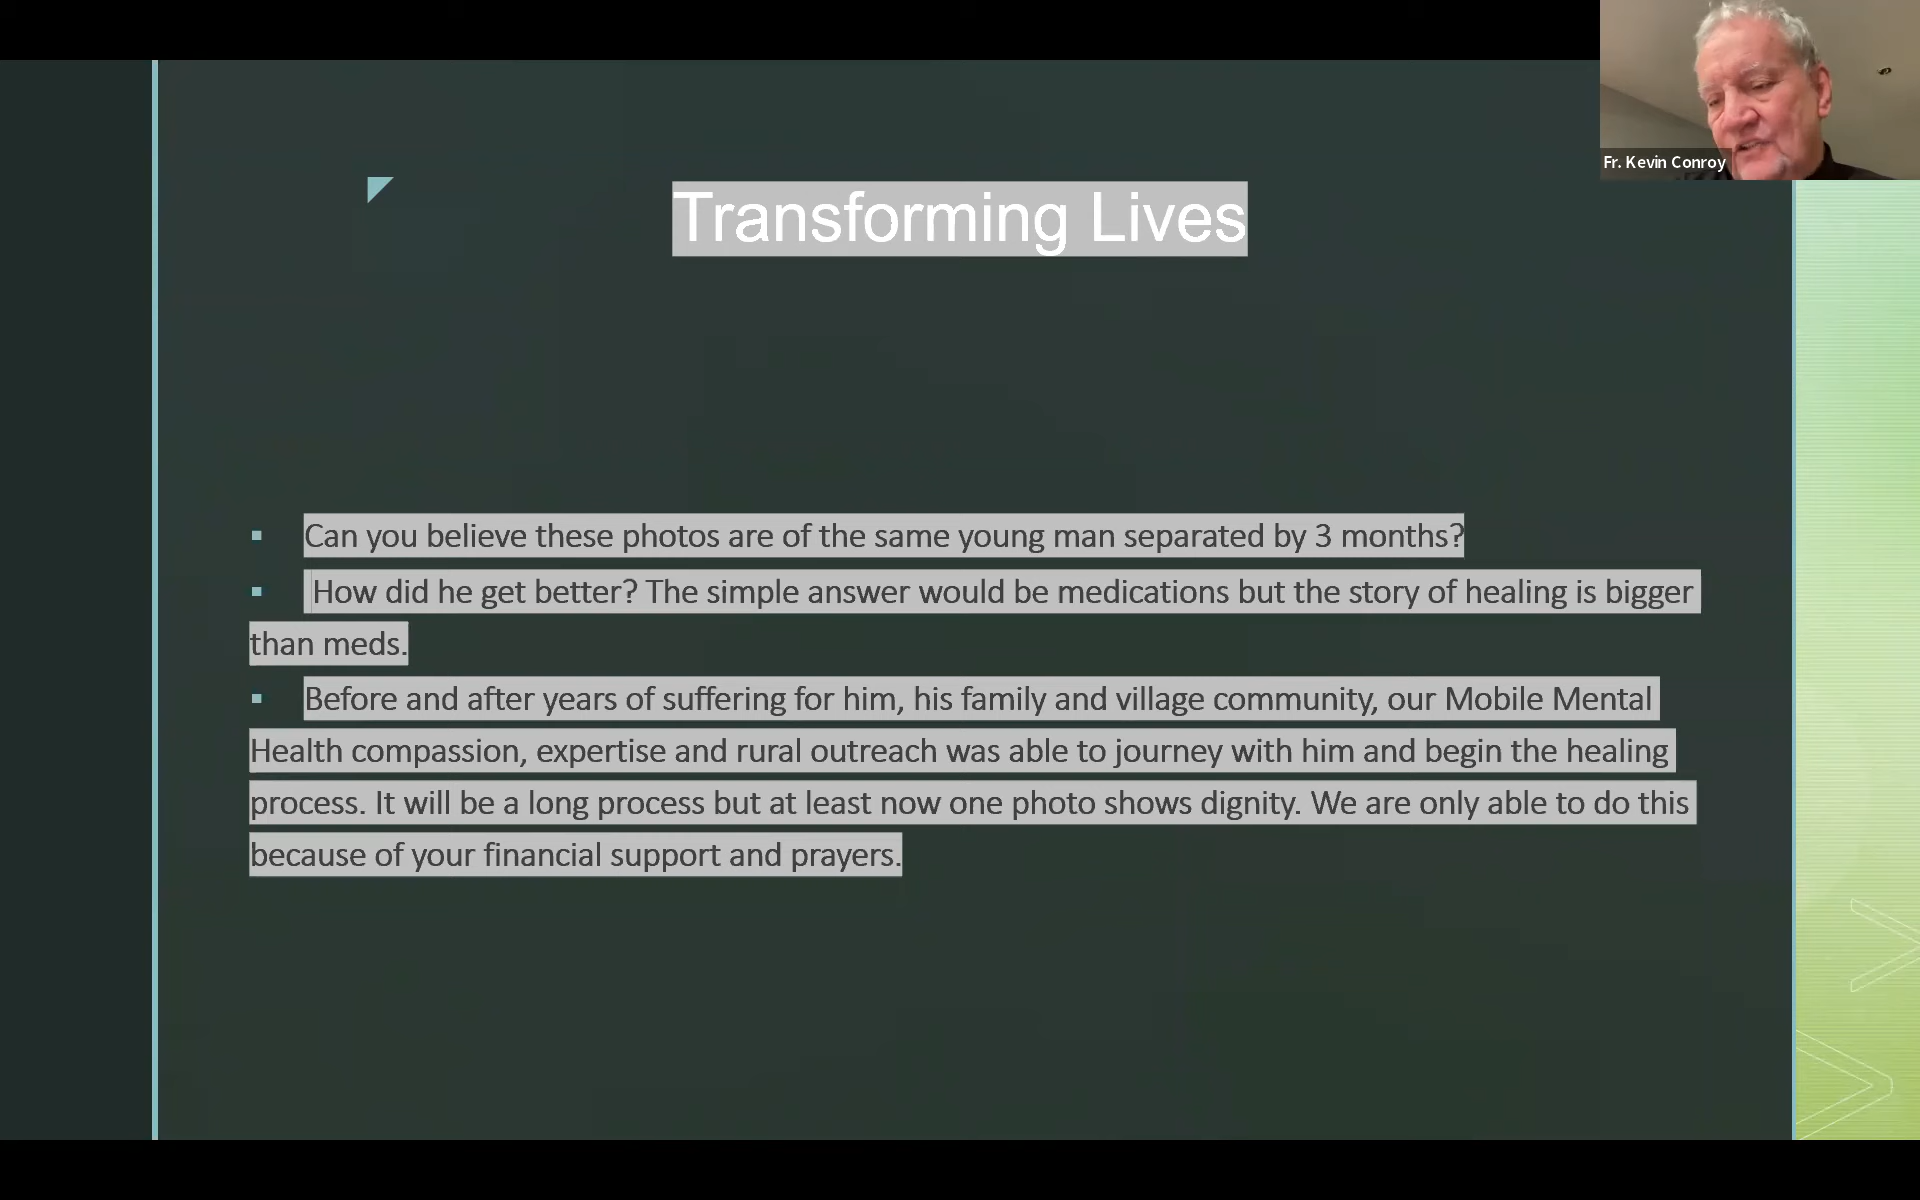 Fr. Kevin Conroy
Transforming Lives
Can you believe these photos are of the same young man separated by 3 months?
How did he get better? The simple answer would be medications but the story of healing is bigger
than meds.
Before and after years of suffering for him, his family and village community, our Mobile Mental
Health compassion, expertise and rural outreach was able to journey with him and begin the healing
process. It will be a long process but at least now one photo shows dignity. We are only able to do this
because of your financial support and prayers.